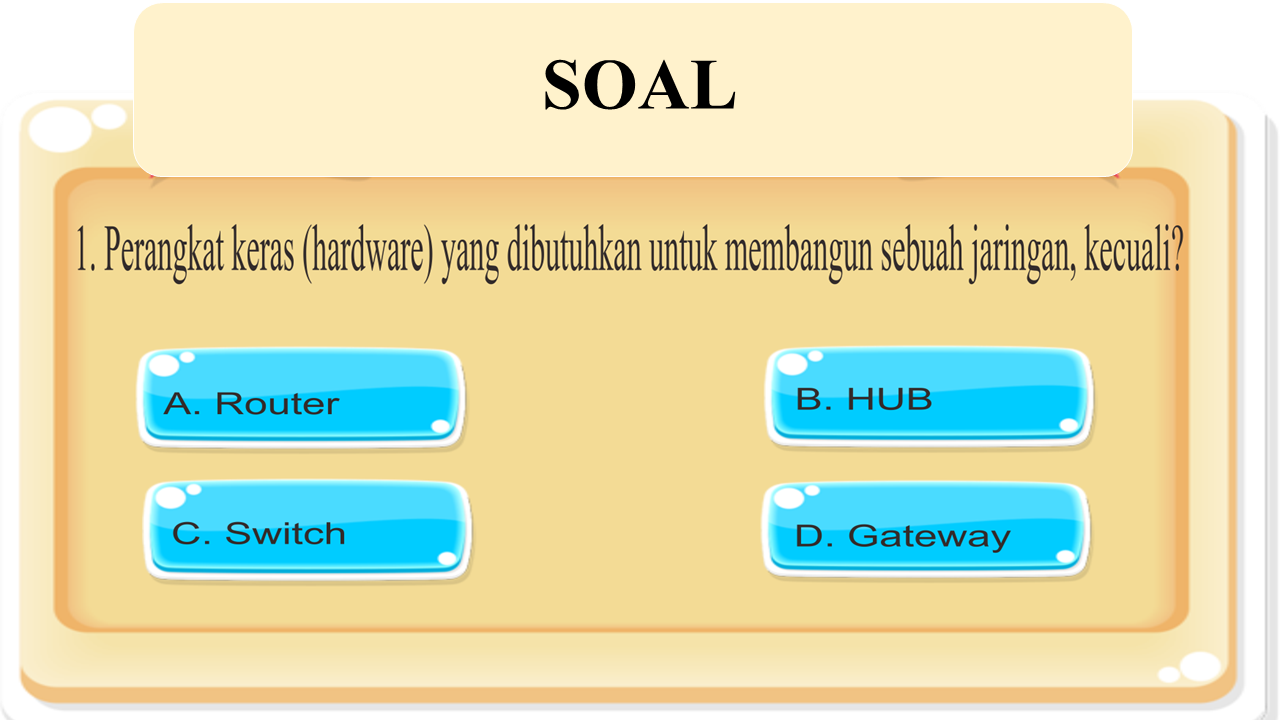 SOAL
1. Perangkat keras (hardware) yang dibutuhkan untuk membangun sebuah jaringan, kecuali?
A. Router
B. HUB
C. Switch
D. Gateway